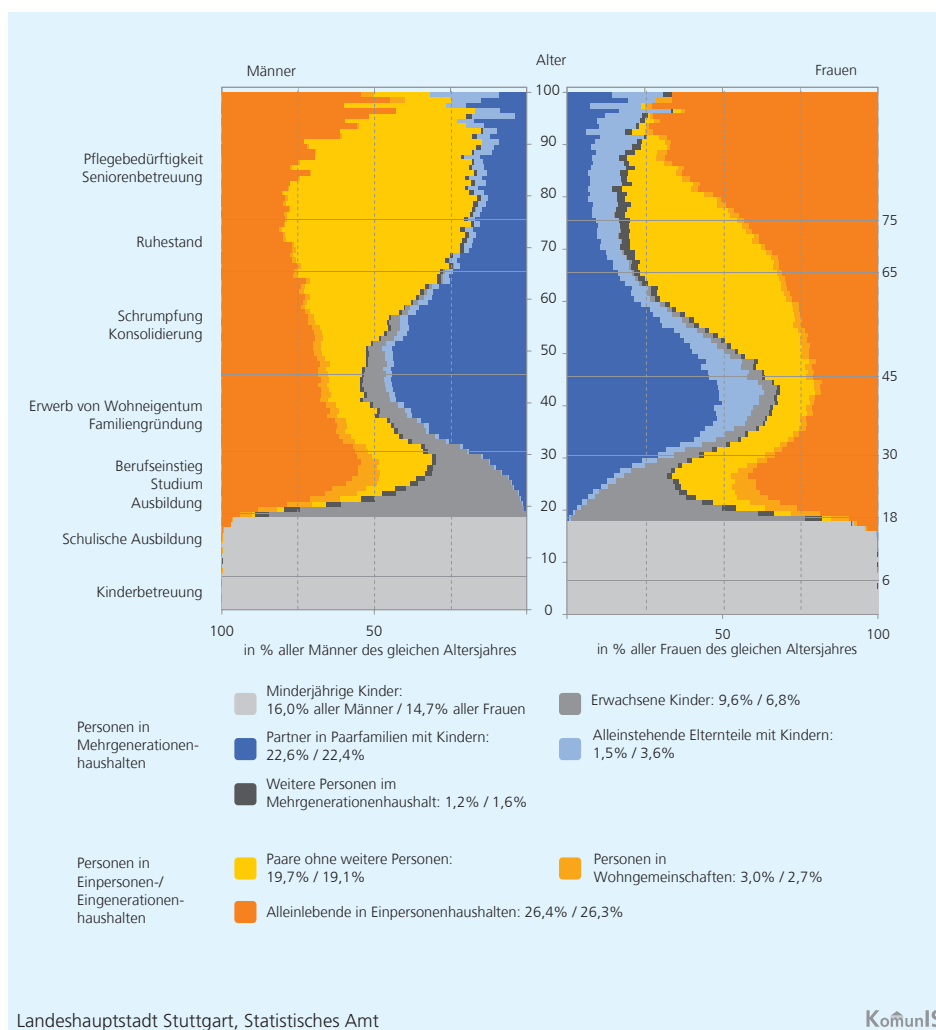 Männer
Alter
Frauen
100
90
80
70
60
50
40
30
20
10
0
75
65
45
30
18
6
Pflegebedürftigkeit
Seniorenbetreuung
Ruhestand
Schrumpfung
Konsolidierung
Erwerb von Wohneigentum
Familiengründung
Berufseinstieg
Studium
Ausbildung
Schulische Ausbildung
Kinderbetreuung
100
50
50
100
in % aller Männer des gleichen Altersjahres
in % aller Frauen des gleichen Altersjahres
Personen in
Mehrgenerationen-
haushalten
Minderjährige Kinder:
16,0% aller Männer / 14,7% aller Frauen
Erwachsene Kinder: 9,6% / 6,8%
Partner in Paarfamilien mit Kindern:
22,6% / 22,4%
Alleinstehende Elternteile mit Kindern:
1,5% / 3,6%
Weitere Personen im
Mehrgenerationenhaushalt: 1,2% / 1,6%
Personen in
Einpersonen-/
Eingenerationen-
haushalten
Paare ohne weitere Personen:
19,7% / 19,1%
Personen in
Wohngemeinschaften: 3,0% / 2,7%
Alleinlebende in Einpersonenhaushalten: 26,4% / 26,3%
Landeshauptstadt Stuttgart, Statistisches Amt
KomunIS